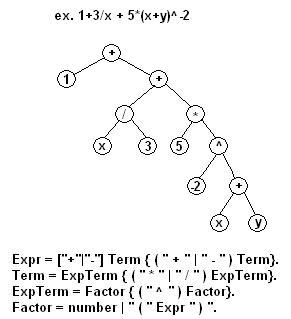 ex. 1+3/x + 5*(x+y)^-2
+
1
+
/
*
x
3
5
^
-2
+
x
y
Expr = ["+"|"-"] Term { ( " + " | " - " ) Term}.
Term = ExpTerm { ( " * " | " / " ) ExpTerm}.
ExpTerm = Factor { ( " ^ " ) Factor}.
Factor = number | " ( " Expr " ) ".